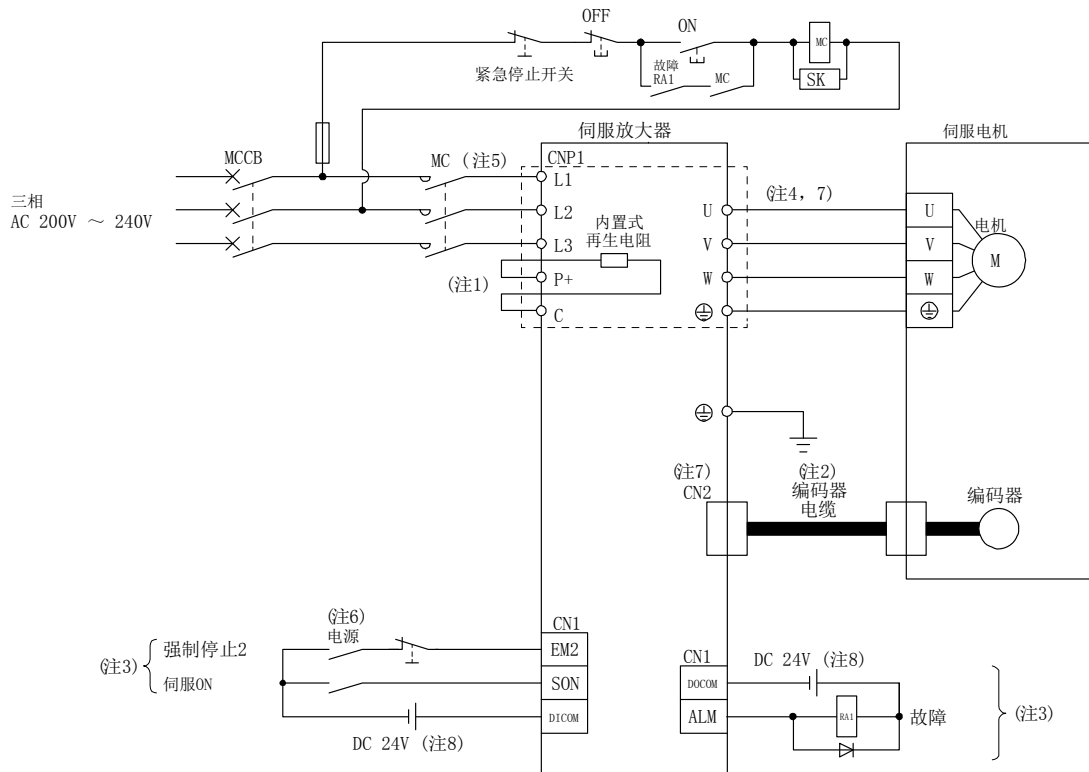 OFF
ON
紧急停止开关
故障
RA1
MC
MC
SK
伺服放大器
伺服电机
MCCB
MC (注5)
CNP1
三相
AC 200V ～ 240V
L1
L2
L3
P+
C
(注1)
内置式
再生电阻
U
V
W
(注4, 7)
U
V
W
电机
M
(注7)
CN2
(注2)
编码器
电缆
编码器
(注3)
强制停止2
伺服ON
(注6)
电源
CN1
EM2
SON
DICOM
DC 24V (注8)
CN1
DOCOM
ALM
DC 24V (注8)
RA1
故障
(注3)